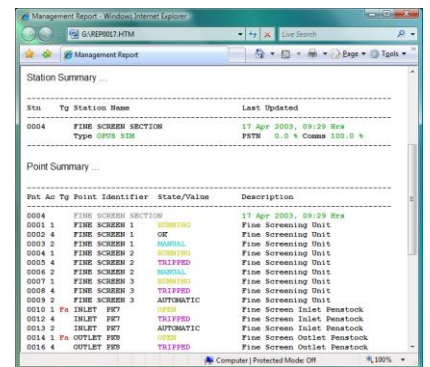 Management Report - Windows Internet Explorer
G:\REP0017.HTM
Live Search
Management Report
Page
Tools
Station Summary ...
Stn Tg Station Name Last Updated
0004 FINE SCREEN SECTION 17 Apr 2003, 09:29 Hrs
Type OPUS SIM PSTN 0.0 % Comms 100.0 %
Point Summary ...
Pnt Ac Tg Point Identifier State/Value Description
0004 FINE SCREEN SECTION 17 Apr 2003, 09:29 Hrs
0001 1 FINE SCREEN 1 RUNNING Fine Screening Unit
0002 4 FINE SCREEN 1 OK Fine Screening Unit
0003 2 FINE SCREEN 1 MANUAL Fine Screening Unit
0004 1 FINE SCREEN 2 RUNNING Fine Screening Unit
0005 4 FINE SCREEN 2 TRIPPED Fine Screening Unit
0006 2 FINE SCREEN 2 MANUAL Fine Screening Unit
0007 1 FINE SCREEN 3 RUNNING Fine Screening Unit
0008 4 FINE SCREEN 3 TRIPPED Fine Screening Unit
0009 2 FINE SCREEN 3 AUTOMATIC Fine Screening Unit
0010 1 Fa INLET PK7 OPEN Fine Screen Inlet Penstock
0012 4 INLET PK7 TRIPPED Fine Screen Inlet Penstock
0013 2 INLET PK7 AUTOMATIC Fine Screen Inlet Penstock
0014 1 Fa OUTLET PK8 OPEN Fine Screen Outlet Penstock
0016 4 OUTLET PK8 TRIPPED Fine Screen Outlet Penstock
Computer | Protected Mode: Off 100%